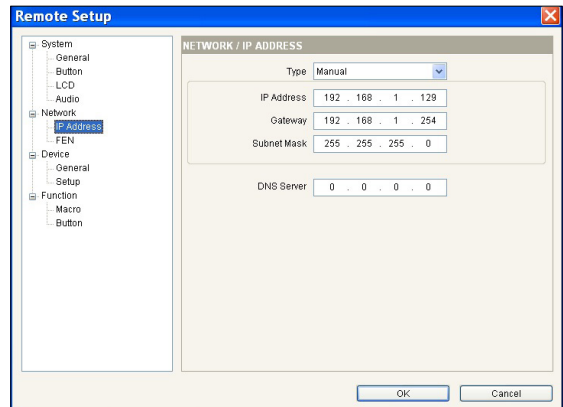 Remote Setup
System
General
Button
LCD
Audio
Network
IP Address
FEN
Device
General
Setup
Function
Macro
Button
NETWORK / IP ADDRESS
Type Manual
IP Address 192 . 168 . 1 . 129
Gateway 192 . 168 . 1 . 254
Subnet Mask 255 . 255 . 255 . 0
DNS Server 0 . 0 . 0 . 0
OK Cancel